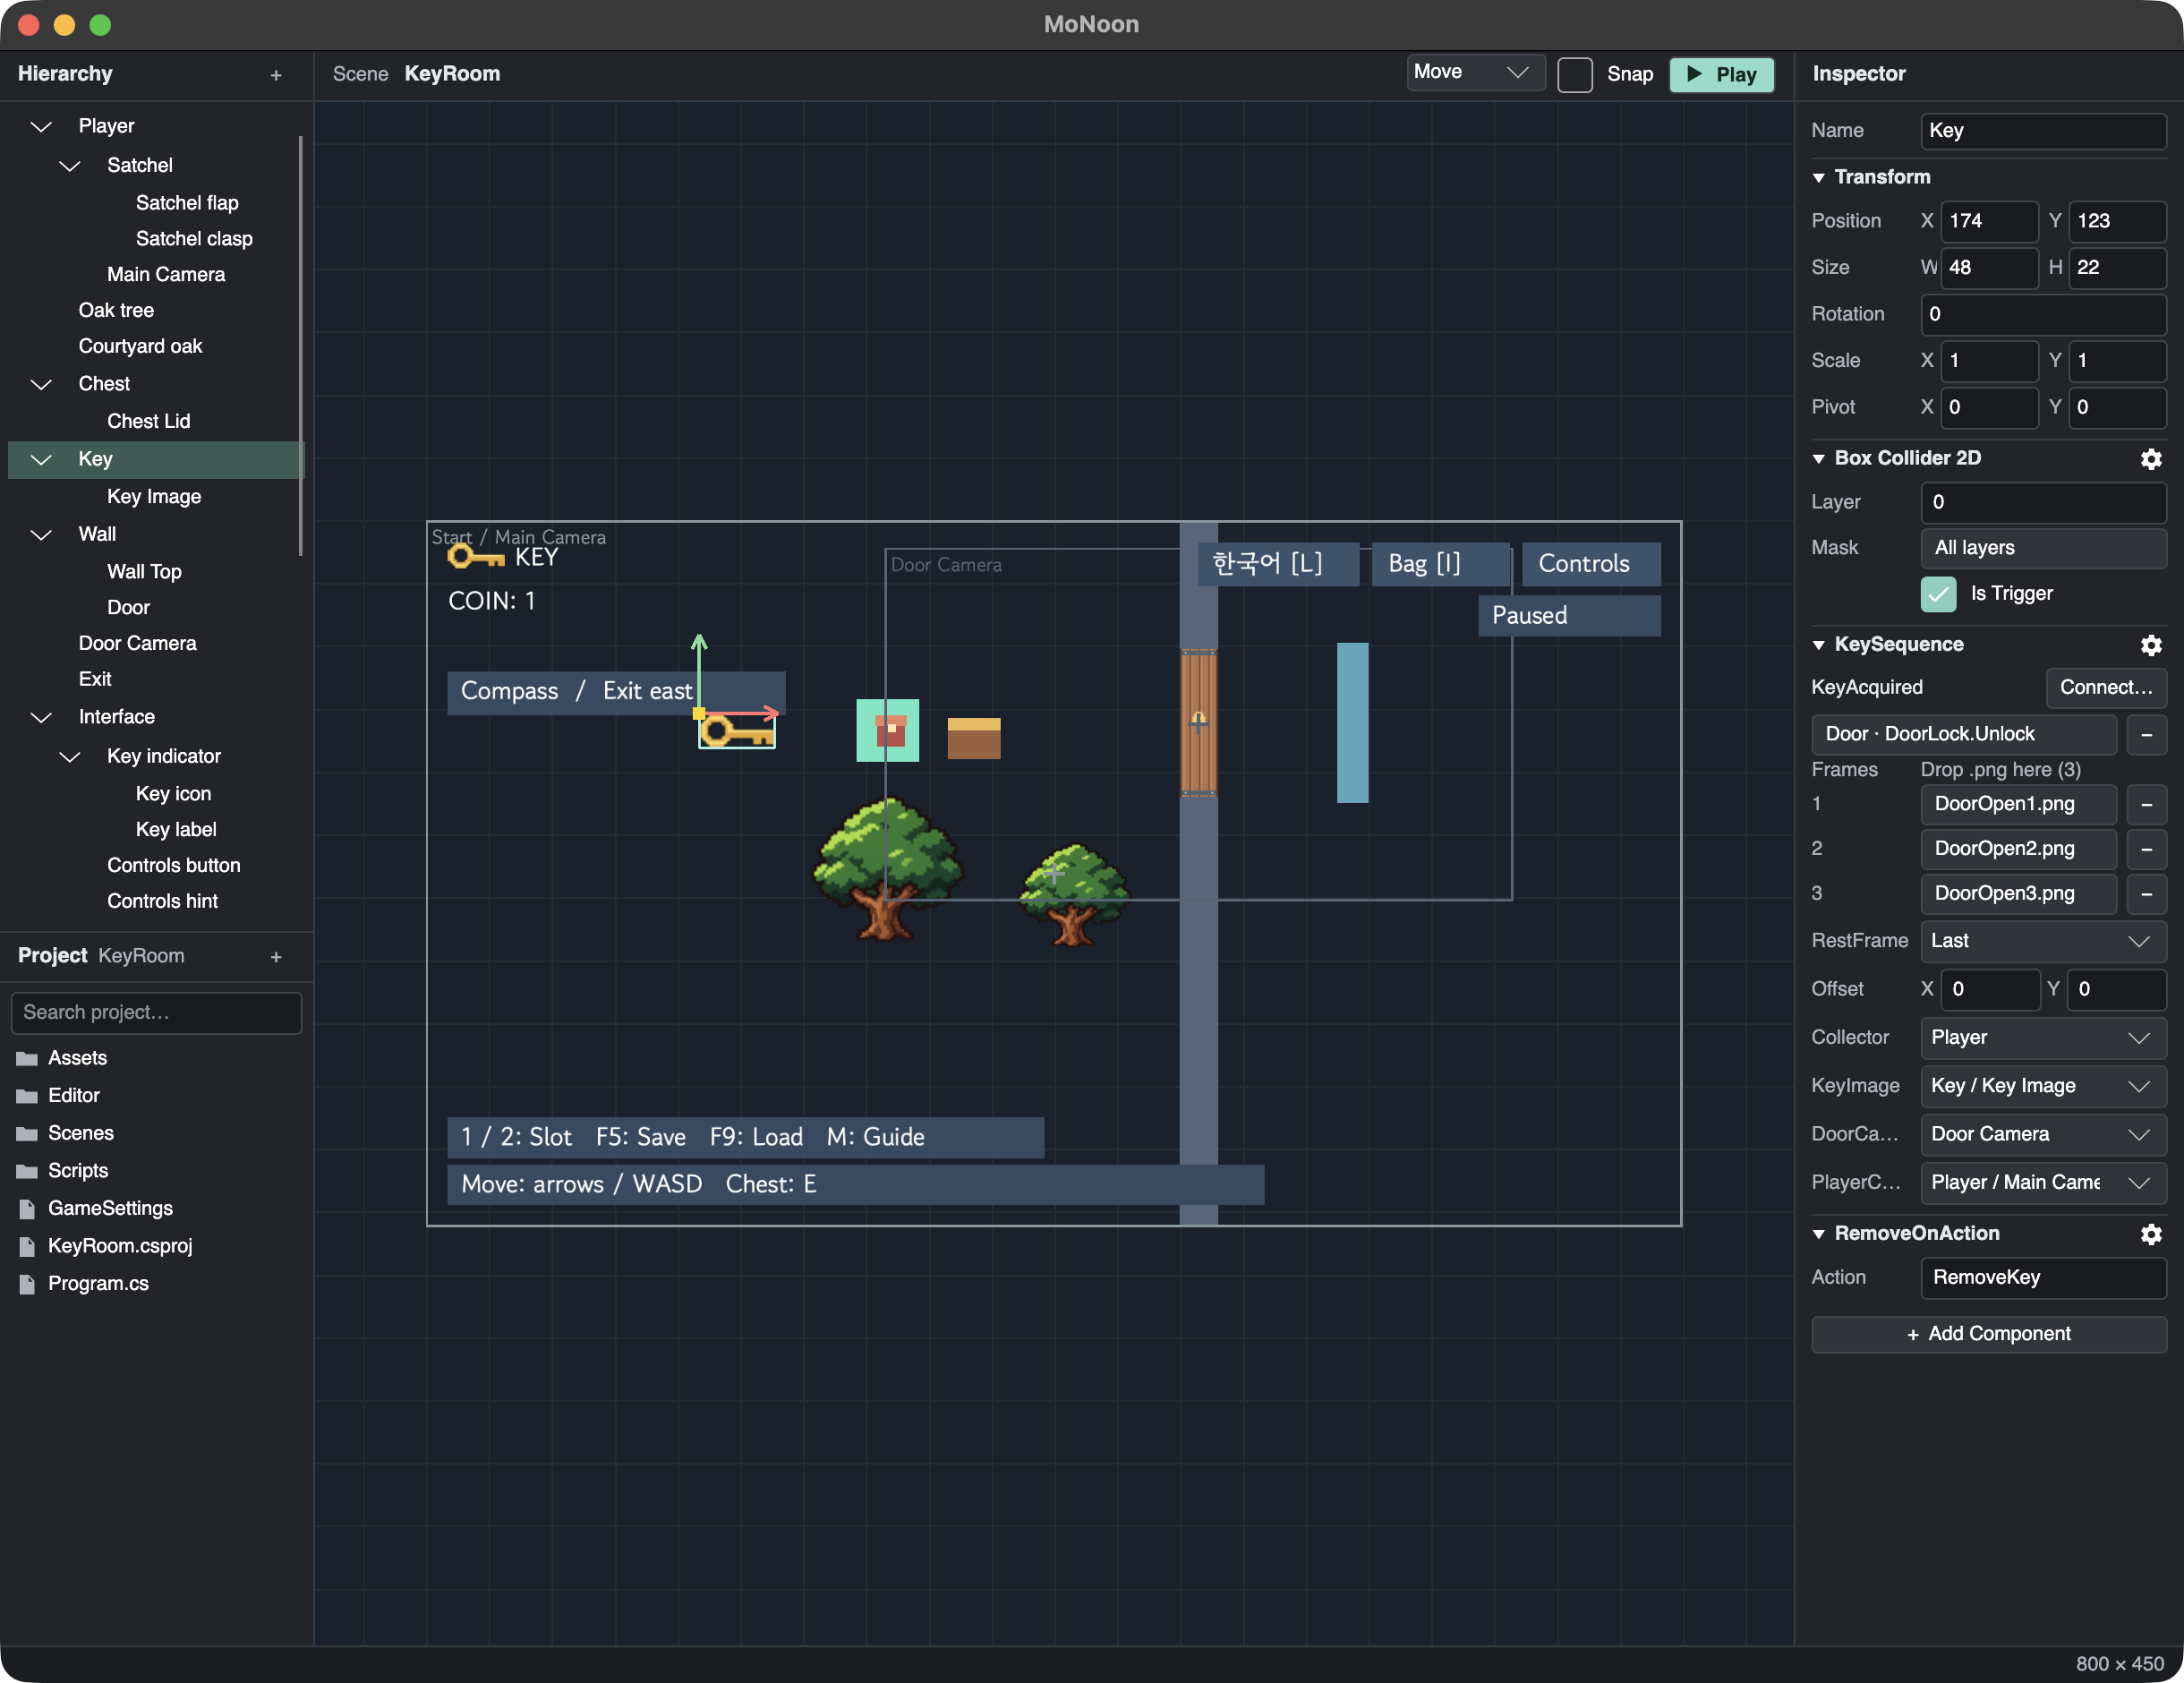 MoNoon
Hierarchy +
Player
Satchel
Satchel flap
Satchel clasp
Main Camera
Oak tree
Courtyard oak
Chest
Chest Lid
Key
Key Image
Wall
Wall Top
Door
Door Camera
Exit
Interface
Key indicator
Key icon
Key label
Controls button
Controls hint
Project KeyRoom +
Search project…
Assets
Editor
Scenes
Scripts
GameSettings
KeyRoom.csproj
Program.cs
Scene KeyRoom
Move
Snap
Play
Start / Main Camera
KEY
COIN: 1
Door Camera
한국어 [L]
Bag [I]
Controls
Paused
Compass / Exit east
1 / 2: Slot F5: Save F9: Load M: Guide
Move: arrows / WASD Chest: E
Inspector
Name Key
Transform
Position X 174 Y 123
Size W 48 H 22
Rotation 0
Scale X 1 Y 1
Pivot X 0 Y 0
Box Collider 2D
Layer 0
Mask All layers
Is Trigger
KeySequence
KeyAcquired Connect…
Door · DoorLock.Unlock −
Frames Drop .png here (3)
1 DoorOpen1.png −
2 DoorOpen2.png −
3 DoorOpen3.png −
RestFrame Last
Offset X 0 Y 0
Collector Player
KeyImage Key / Key Image
DoorCa… Door Camera
PlayerC… Player / Main Came
RemoveOnAction
Action RemoveKey
+ Add Component
800 × 450